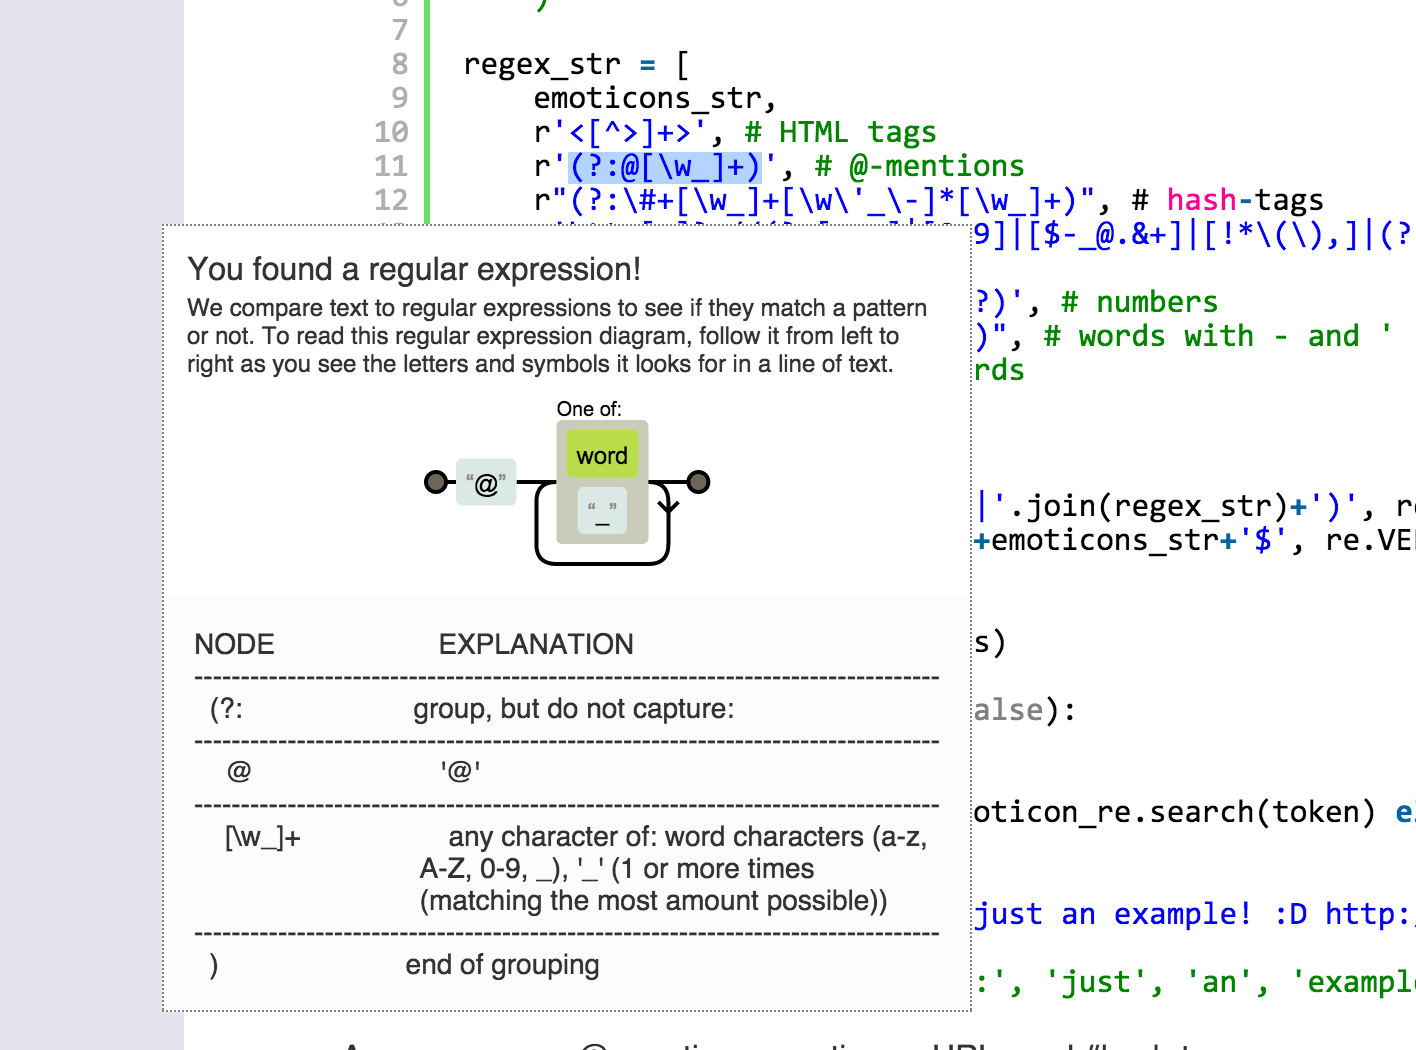 7
8 regex_str = [
9 emoticons_str,
10 r'<[^>]+>', # HTML tags
11 r'(?:@[\w_]+)', # @-mentions
12 r"(?:\#+[\w_]+[\w\'_\-]*[\w_]+)", # hash-tags
9]|[$-_@.&+]|[!*\(\),]|(?
You found a regular expression!
We compare text to regular expressions to see if they match a pattern
or not. To read this regular expression diagram, follow it from left to
right as you see the letters and symbols it looks for in a line of text.
?)', # numbers
)", # words with - and '
rds
One of:
word
“@”
“_”
|'.join(regex_str)+')', re
+emoticons_str+'$', re.VE
NODE EXPLANATION
--------------------------------------------------------------------------------
(?: group, but do not capture:
--------------------------------------------------------------------------------
@ '@'
--------------------------------------------------------------------------------
[\w_]+ any character of: word characters (a-z,
A-Z, 0-9, _), '_' (1 or more times
(matching the most amount possible))
--------------------------------------------------------------------------------
) end of grouping
s)
alse):
oticon_re.search(token) e
just an example! :D http:
:', 'just', 'an', 'example